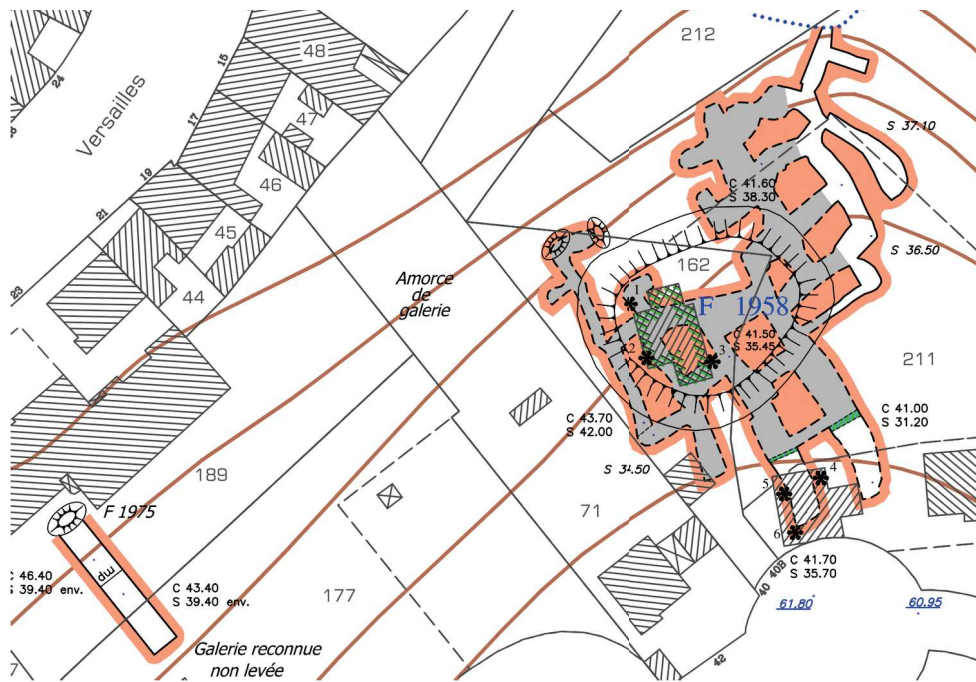 48
212
15
24
Versailles
17
47
S 37.10
19
46
C 41.60
S 38.30
21
45
S 36.50
162
Amorce
de
galerie
1
F 1958
23
44
C 41.50
S 35.45
2
3
211
C 43.70
S 42.00
C 41.00
S 31.20
189
S 34.50
4
5
F 1975
71
6
mp
C 41.70
S 35.70
C 46.40
S 39.40 env.
C 43.40
S 39.40 env.
177
40
40B
61.80
60.95
Galerie reconnue
non levée
42